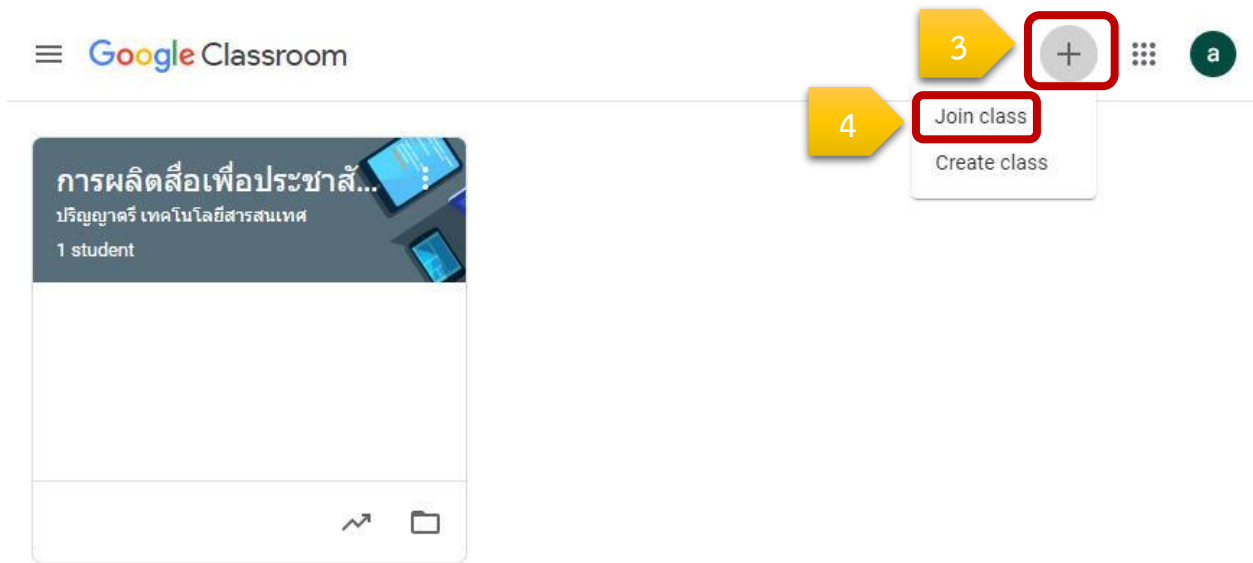 Google Classroom
3
a
4
Join class
Create class
การผลิตสื่อเพื่อประชาสั...
ปริญญาตรี เทคโนโลยีสารสนเทศ
1 student